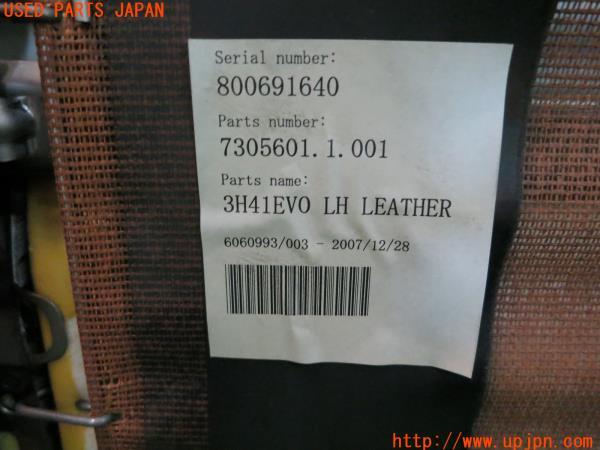 USED PARTS JAPAN
Serial number:
800691640
Parts number:
7305601.1.001
Parts name:
3H41EVO LH LEATHER
6060993/003 - 2007/12/28
http://www.upjpn.com/